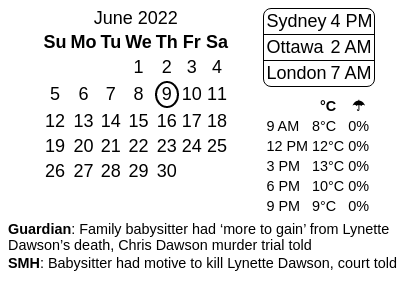 June 2022
Su Mo Tu We Th Fr Sa
1 2 3 4
5 6 7 8 9 10 11
12 13 14 15 16 17 18
19 20 21 22 23 24 25
26 27 28 29 30
Sydney 4 PM
Ottawa 2 AM
London 7 AM
°C ☂
9 AM 8°C 0%
12 PM 12°C 0%
3 PM 13°C 0%
6 PM 10°C 0%
9 PM 9°C 0%
Guardian: Family babysitter had ‘more to gain’ from Lynette
Dawson’s death, Chris Dawson murder trial told
SMH: Babysitter had motive to kill Lynette Dawson, court told